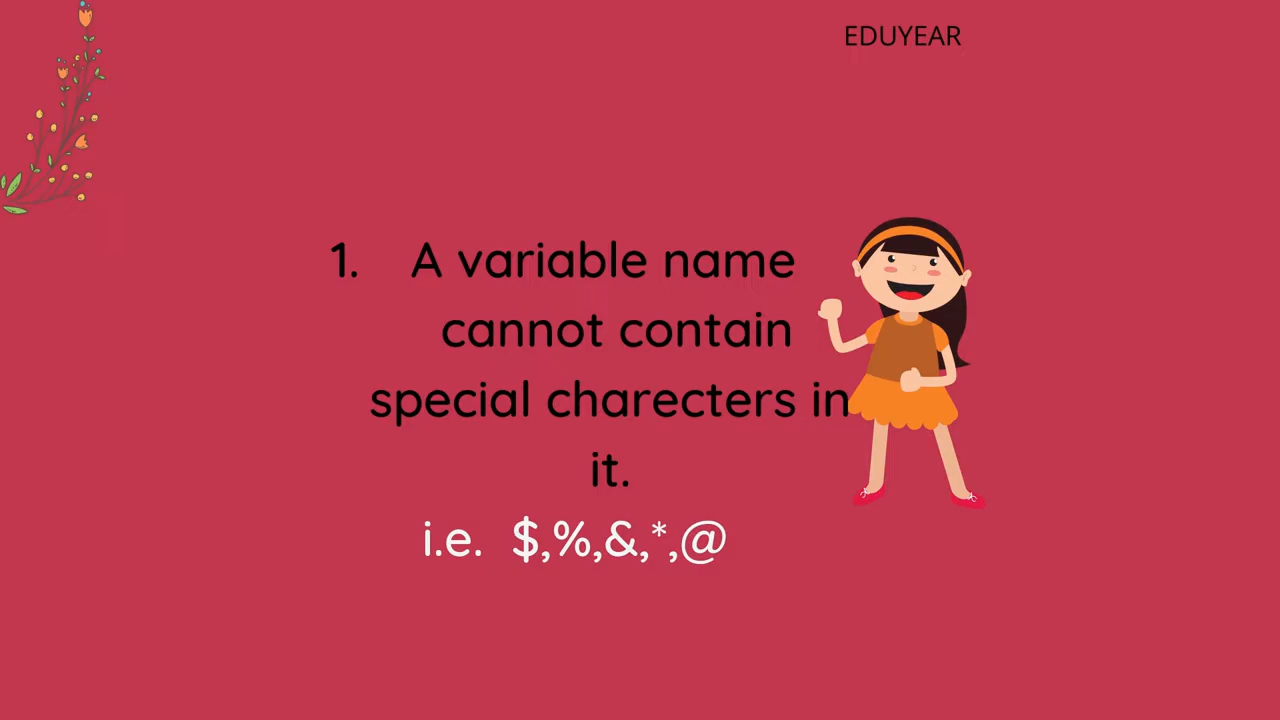 EDUYEAR
1. A variable name
cannot contain
special charecters in
it.
i.e. $,%,&,*,@